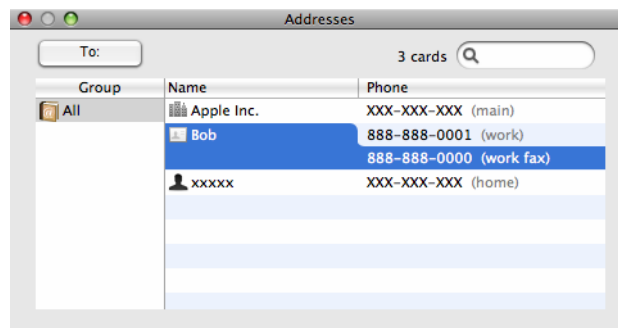 Addresses
To:
3 cards
Group Name Phone
All Apple Inc. XXX-XXX-XXX (main)
Bob 888-888-0001 (work)
888-888-0000 (work fax)
xxxxx XXX-XXX-XXX (home)